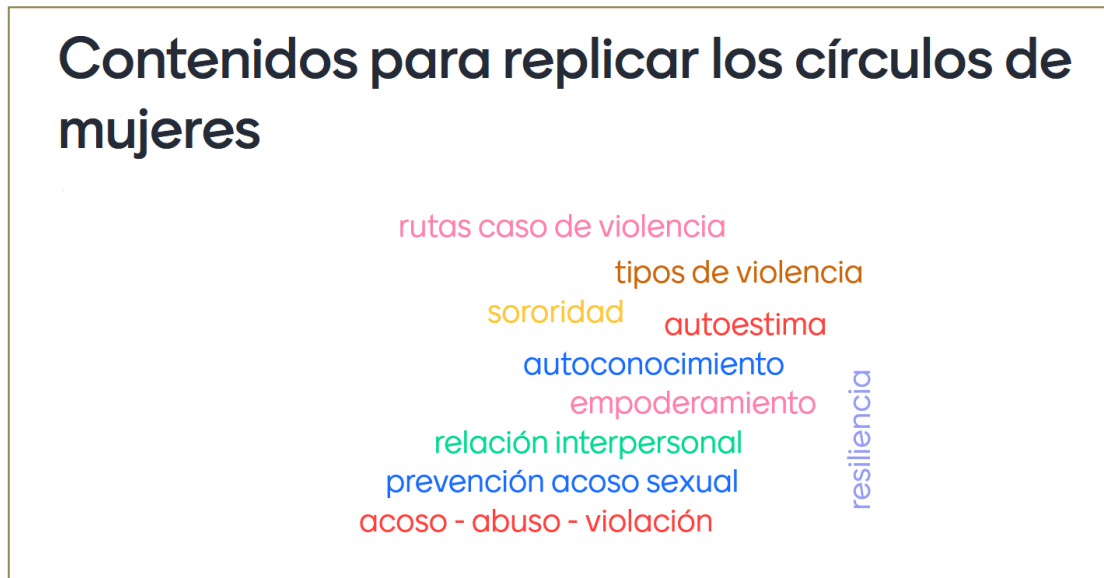 Contenidos para replicar los círculos de
mujeres
rutas caso de violencia
tipos de violencia
sororidad
autoestima
autoconocimiento
empoderamiento
resiliencia
relación interpersonal
prevención acoso sexual
acoso - abuso - violación